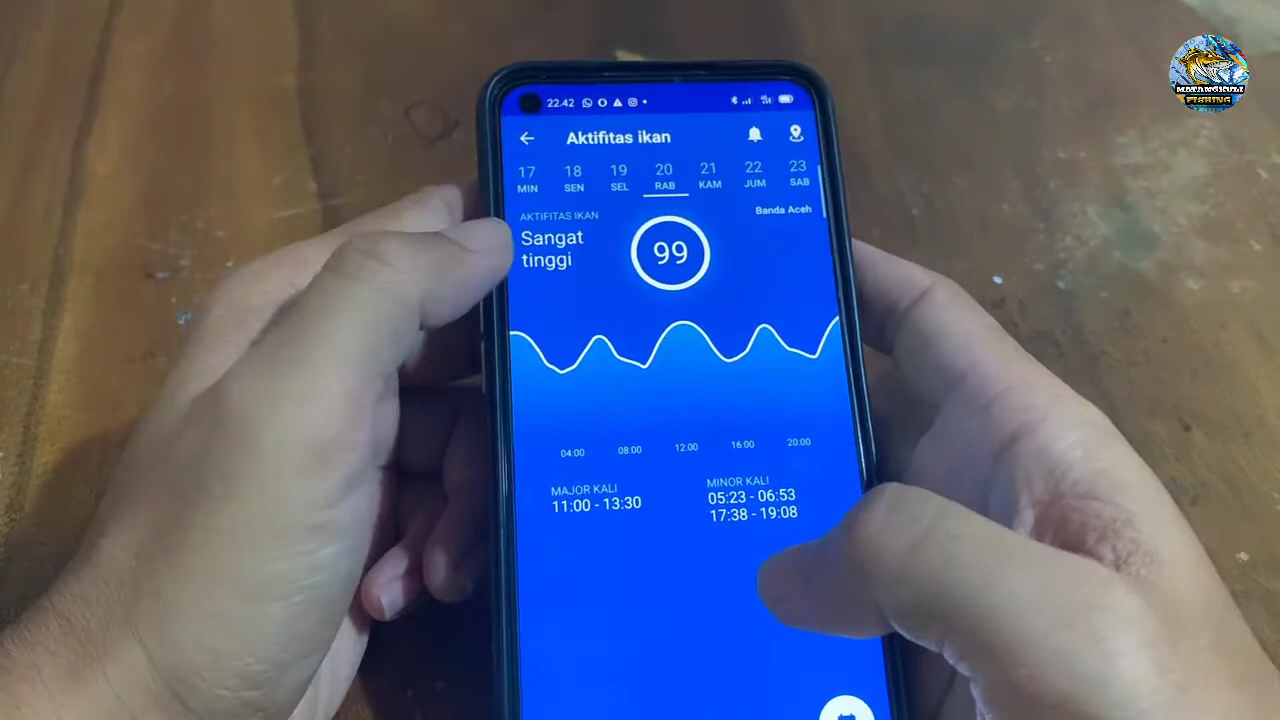 22.42
Aktifitas ikan
17 18 19 20 21 22 23
MIN SEN SEL RAB KAM JUM SAB
AKTIFITAS IKAN
Sangat
tinggi
99
Banda Aceh
04:00 08:00 12:00 16:00 20:00
MAJOR KALI
11:00 - 13:30
MINOR KALI
05:23 - 06:53
17:38 - 19:08
MATANGKULI
FISHING